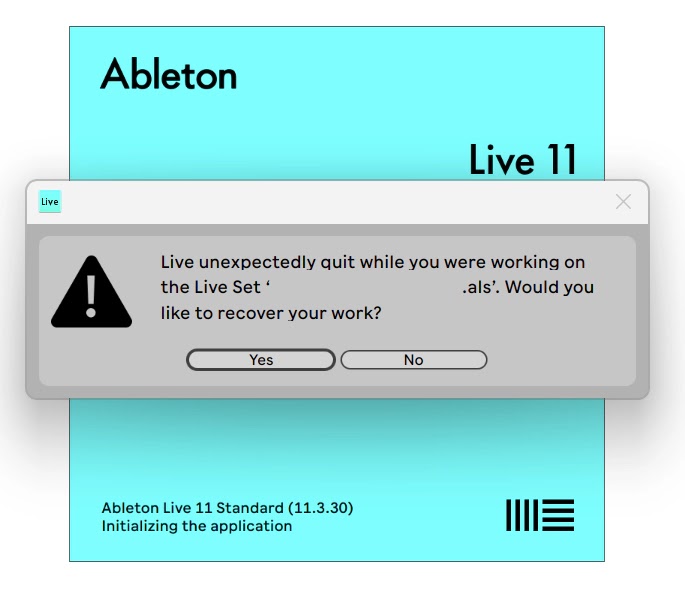 Ableton
Live 11
Live
Live unexpectedly quit while you were working on
the Live Set ‘ .als’. Would you
like to recover your work?
Yes No
Ableton Live 11 Standard (11.3.30)
Initializing the application